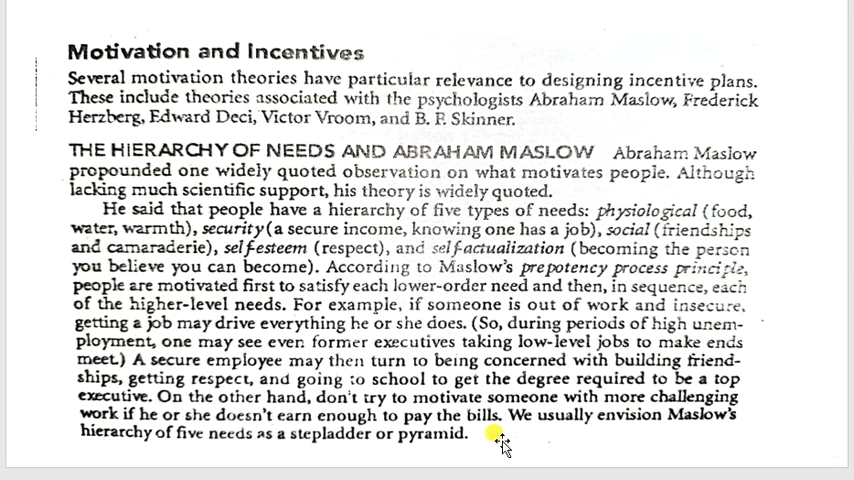 Motivation and Incentives
Several motivation theories have particular relevance to designing incentive plans.
These include theories associated with the psychologists Abraham Maslow, Frederick
Herzberg, Edward Deci, Victor Vroom, and B. F. Skinner.
THE HIERARCHY OF NEEDS AND ABRAHAM MASLOW Abraham Maslow
propounded one widely quoted observation on what motivates people. Although
lacking much scientific support, his theory is widely quoted.
He said that people have a hierarchy of five types of needs: physiological (food,
water, warmth), security (a secure income, knowing one has a job), social (friendships
and camaraderie), self-esteem (respect), and self-actualization (becoming the person
you believe you can become). According to Maslow's prepotency process principle,
people are motivated first to satisfy each lower-order need and then, in sequence, each
of the higher-level needs. For example, if someone is out of work and insecure,
getting a job may drive everything he or she does. (So, during periods of high unem-
ployment, one may see even former executives taking low-level jobs to make ends
meet.) A secure employee may then turn to being concerned with building friend-
ships, getting respect, and going to school to get the degree required to be a top
executive. On the other hand, don't try to motivate someone with more challenging
work if he or she doesn't earn enough to pay the bills. We usually envision Maslow's
hierarchy of five needs as a stepladder or pyramid.